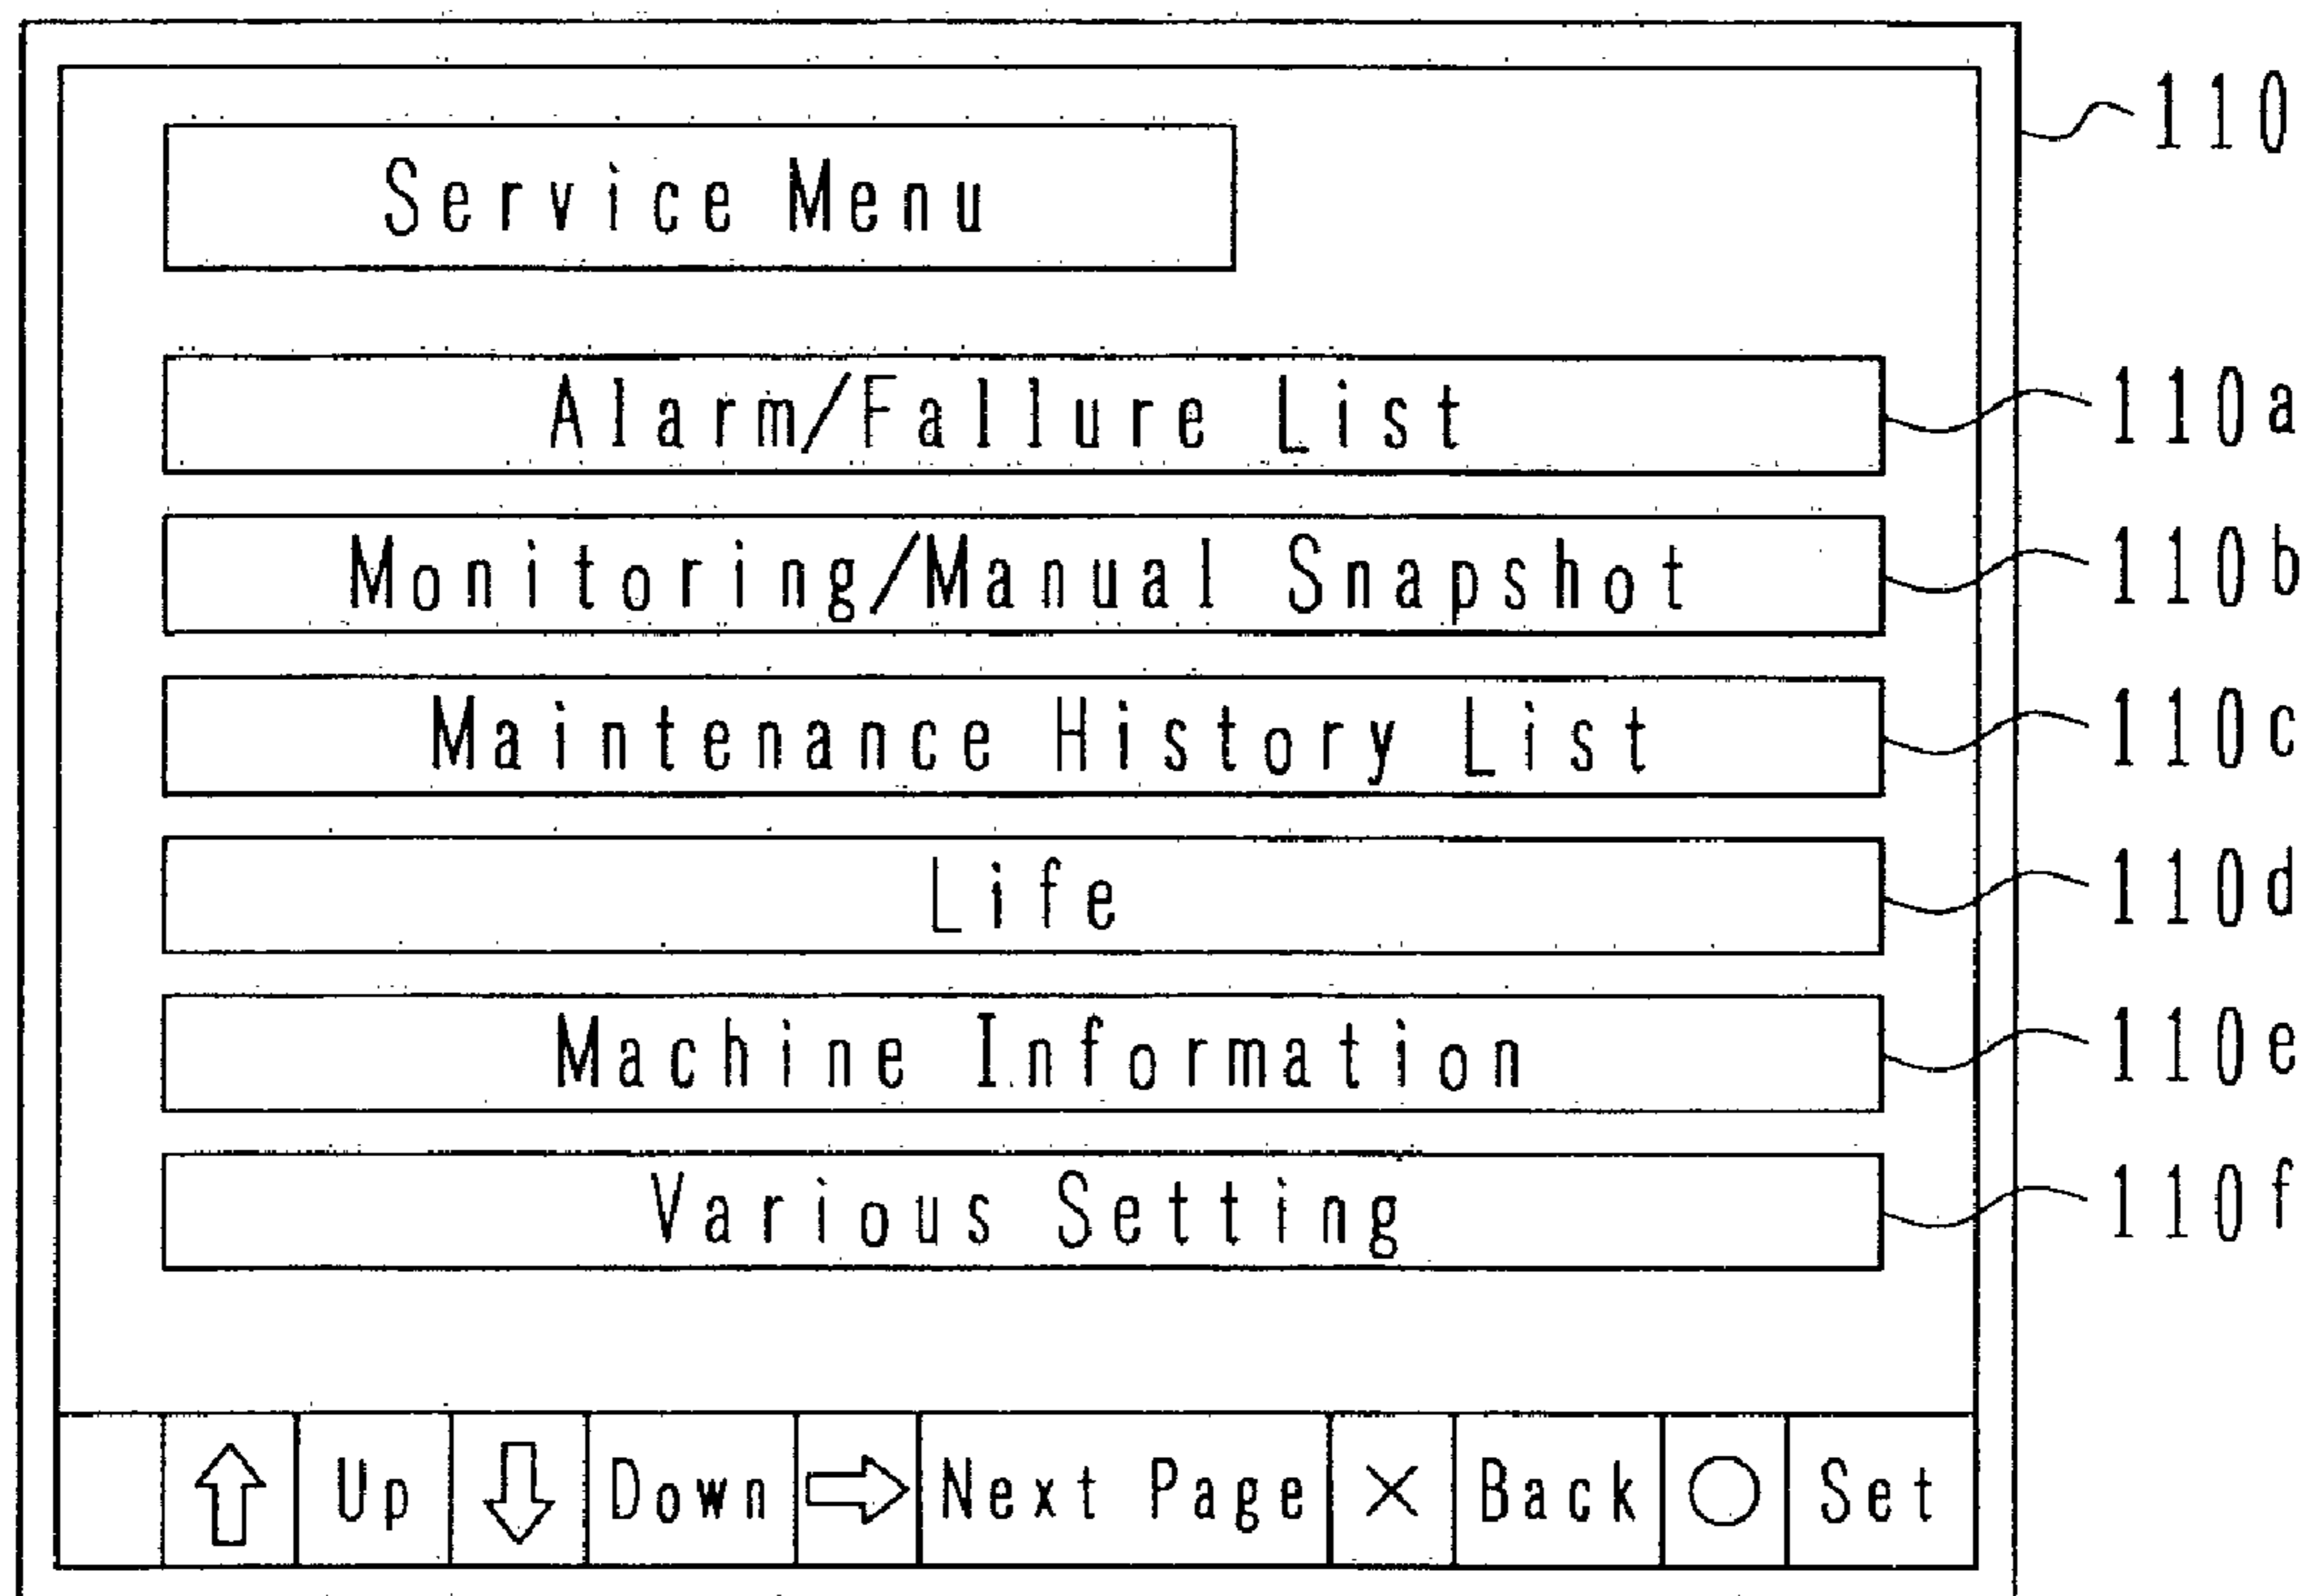 110
Service Menu
Alarm/Fallure List 110a
Monitoring/Manual Snapshot 110b
Maintenance History List 110c
Life 110d
Machine Information 110e
Various Setting 110f
Up Down Next Page × Back ○ Set